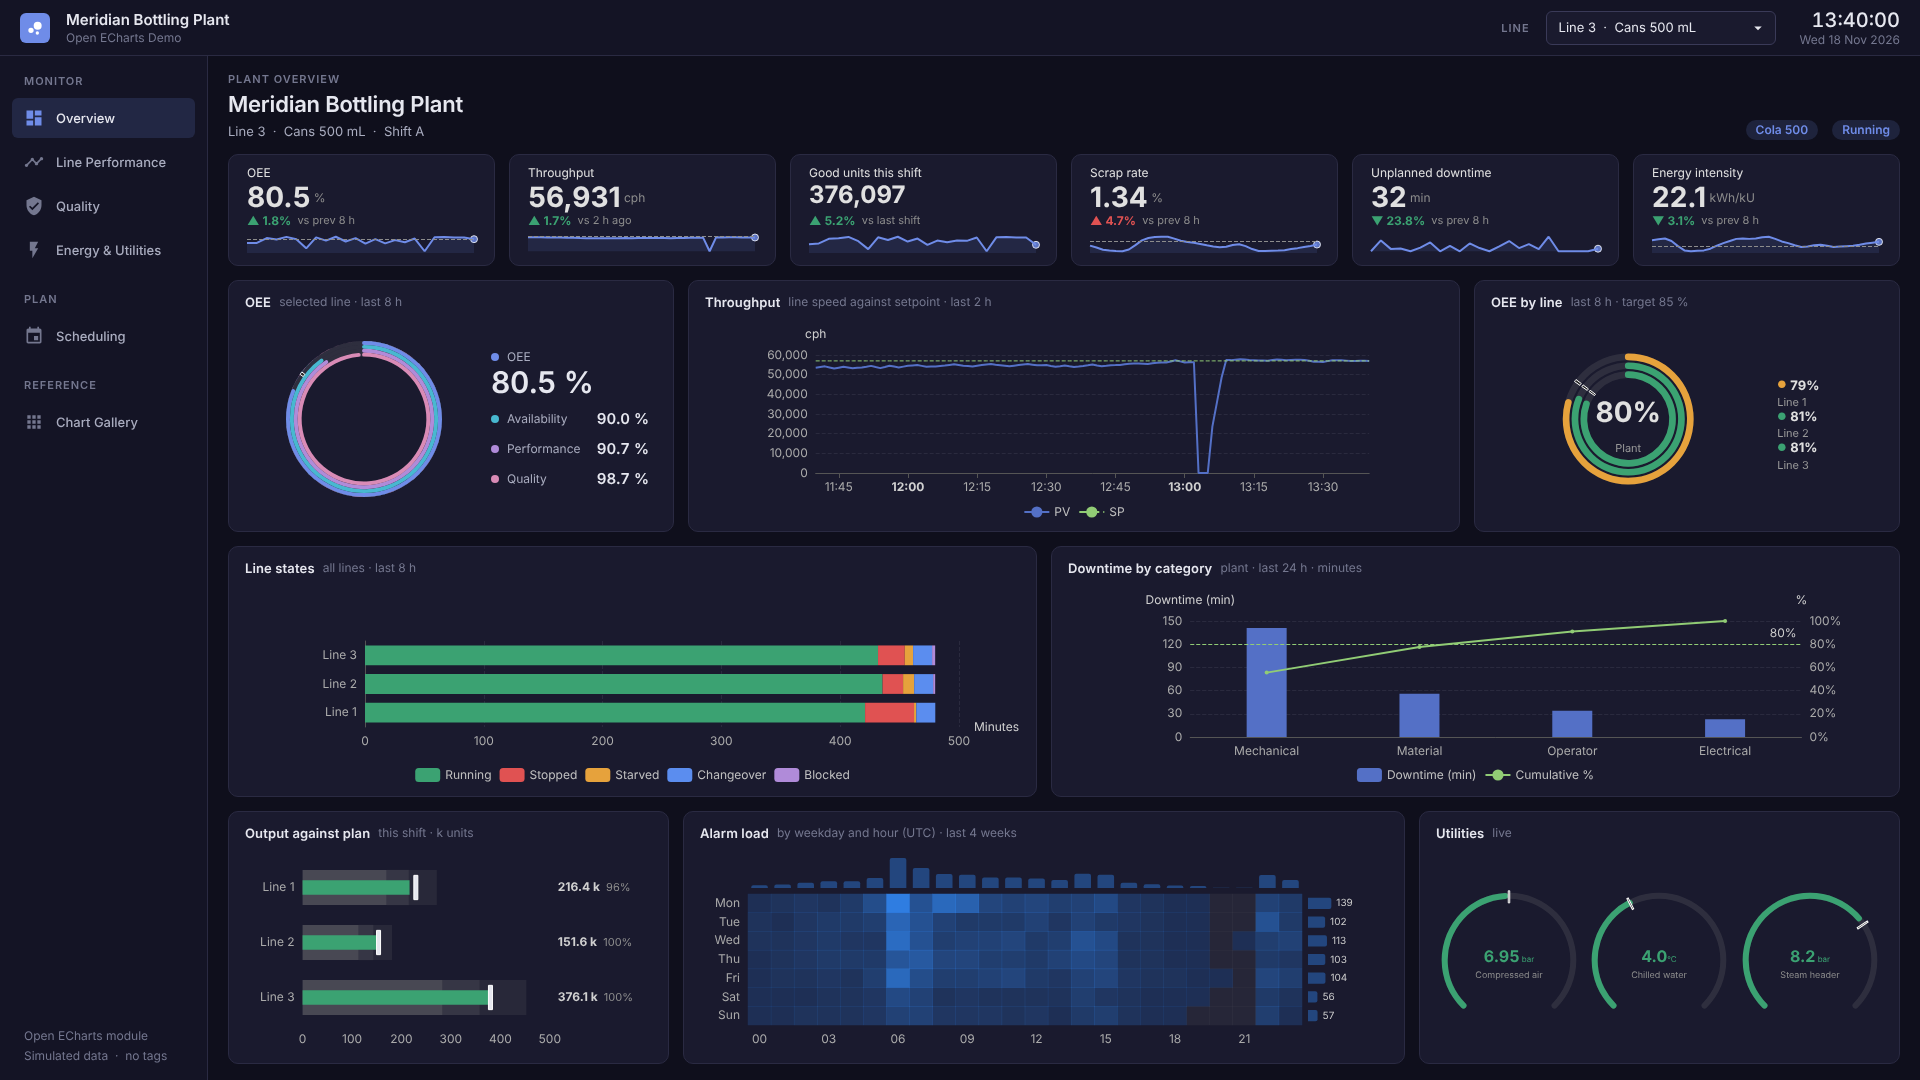 Meridian Bottling Plant
Open ECharts Demo
LINE
Line 3 · Cans 500 mL
13:40:00
Wed 18 Nov 2026
MONITOR
Overview
Line Performance
Quality
Energy & Utilities
PLAN
Scheduling
REFERENCE
Chart Gallery
Open ECharts module
Simulated data · no tags
PLANT OVERVIEW
Meridian Bottling Plant
Line 3 · Cans 500 mL · Shift A
Cola 500
Running
OEE
80.5 %
▲ 1.8% vs prev 8 h
Throughput
56,931 cph
▲ 1.7% vs 2 h ago
Good units this shift
376,097
▲ 5.2% vs last shift
Scrap rate
1.34 %
▲ 4.7% vs prev 8 h
Unplanned downtime
32 min
▼ 23.8% vs prev 8 h
Energy intensity
22.1 kWh/kU
▼ 3.1% vs prev 8 h
OEE selected line · last 8 h
OEE
80.5 %
Availability 90.0 %
Performance 90.7 %
Quality 98.7 %
Throughput line speed against setpoint · last 2 h
cph
60,000
50,000
40,000
30,000
20,000
10,000
0
11:45 12:00 12:15 12:30 12:45 13:00 13:15 13:30
PV SP
OEE by line last 8 h · target 85 %
80%
Plant
79%
Line 1
81%
Line 2
81%
Line 3
Line states all lines · last 8 h
Line 3
Line 2
Line 1
Minutes
0 100 200 300 400 500
Running Stopped Starved Changeover Blocked
Downtime by category plant · last 24 h · minutes
Downtime (min) %
150 100%
80%
120 80%
90 60%
60 40%
30 20%
0 0%
Mechanical Material Operator Electrical
Downtime (min) Cumulative %
Output against plan this shift · k units
Line 1 216.4 k 96%
Line 2 151.6 k 100%
Line 3 376.1 k 100%
0 100 200 300 400 500
Alarm load by weekday and hour (UTC) · last 4 weeks
Mon 139
Tue 102
Wed 113
Thu 103
Fri 104
Sat 56
Sun 57
00 03 06 09 12 15 18 21
Utilities live
6.95 bar
Compressed air
4.0 °C
Chilled water
8.2 bar
Steam header